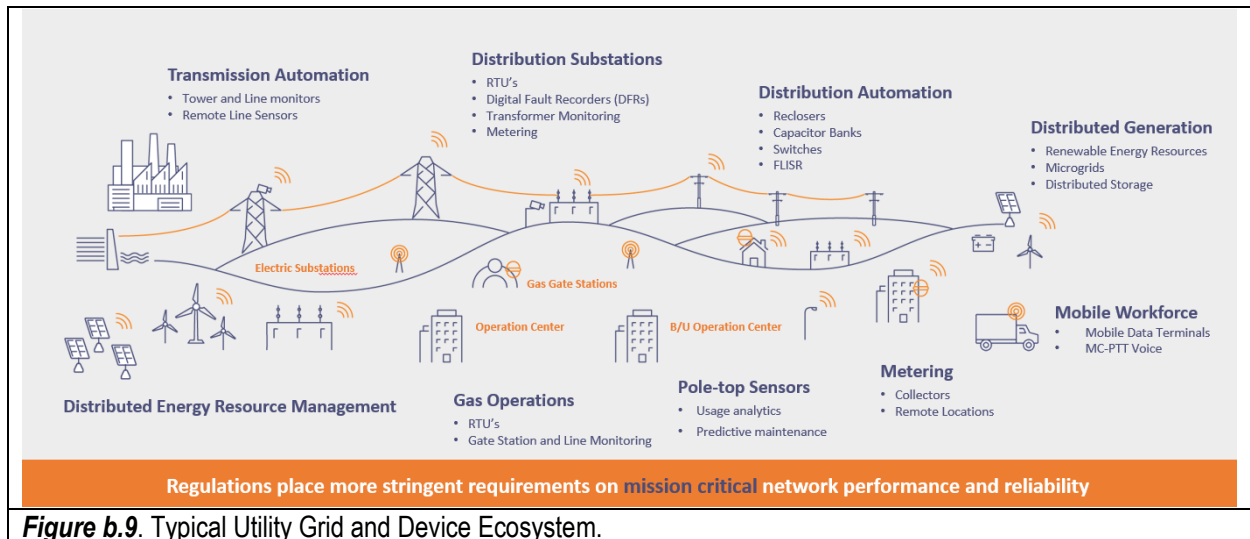 Transmission Automation
• Tower and Line monitors
• Remote Line Sensors
Distribution Substations
• RTU's
• Digital Fault Recorders (DFRs)
• Transformer Monitoring
• Metering
Distribution Automation
• Reclosers
• Capacitor Banks
• Switches
• FLISR
Distributed Generation
• Renewable Energy Resources
• Microgrids
• Distributed Storage
Electric Substations
Gas Gate Stations
Operation Center
B/U Operation Center
Mobile Workforce
• Mobile Data Terminals
• MC-PTT Voice
Distributed Energy Resource Management
Gas Operations
• RTU's
• Gate Station and Line Monitoring
Pole-top Sensors
• Usage analytics
• Predictive maintenance
Metering
• Collectors
• Remote Locations
Regulations place more stringent requirements on mission critical network performance and reliability
Figure b.9. Typical Utility Grid and Device Ecosystem.